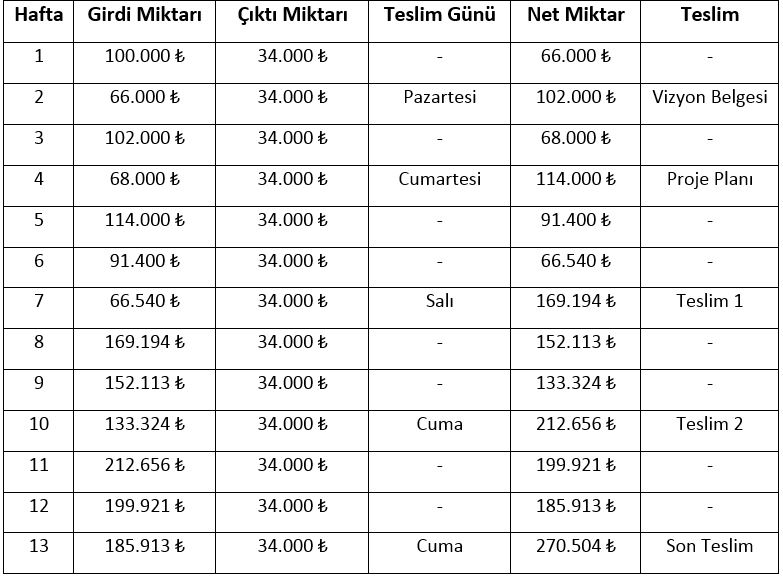 Hafta Girdi Miktarı Çıktı Miktarı Teslim Günü Net Miktar Teslim
1 100.000 ₺ 34.000 ₺ - 66.000 ₺ -
2 66.000 ₺ 34.000 ₺ Pazartesi 102.000 ₺ Vizyon Belgesi
3 102.000 ₺ 34.000 ₺ - 68.000 ₺ -
4 68.000 ₺ 34.000 ₺ Cumartesi 114.000 ₺ Proje Planı
5 114.000 ₺ 34.000 ₺ - 91.400 ₺ -
6 91.400 ₺ 34.000 ₺ - 66.540 ₺ -
7 66.540 ₺ 34.000 ₺ Salı 169.194 ₺ Teslim 1
8 169.194 ₺ 34.000 ₺ - 152.113 ₺ -
9 152.113 ₺ 34.000 ₺ - 133.324 ₺ -
10 133.324 ₺ 34.000 ₺ Cuma 212.656 ₺ Teslim 2
11 212.656 ₺ 34.000 ₺ - 199.921 ₺ -
12 199.921 ₺ 34.000 ₺ - 185.913 ₺ -
13 185.913 ₺ 34.000 ₺ Cuma 270.504 ₺ Son Teslim